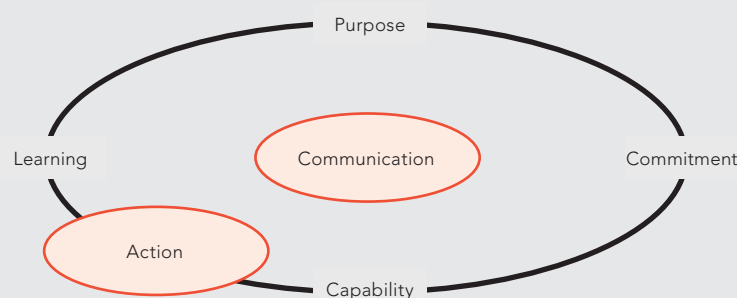 Purpose
Learning
Communication
Commitment
Action
Capability